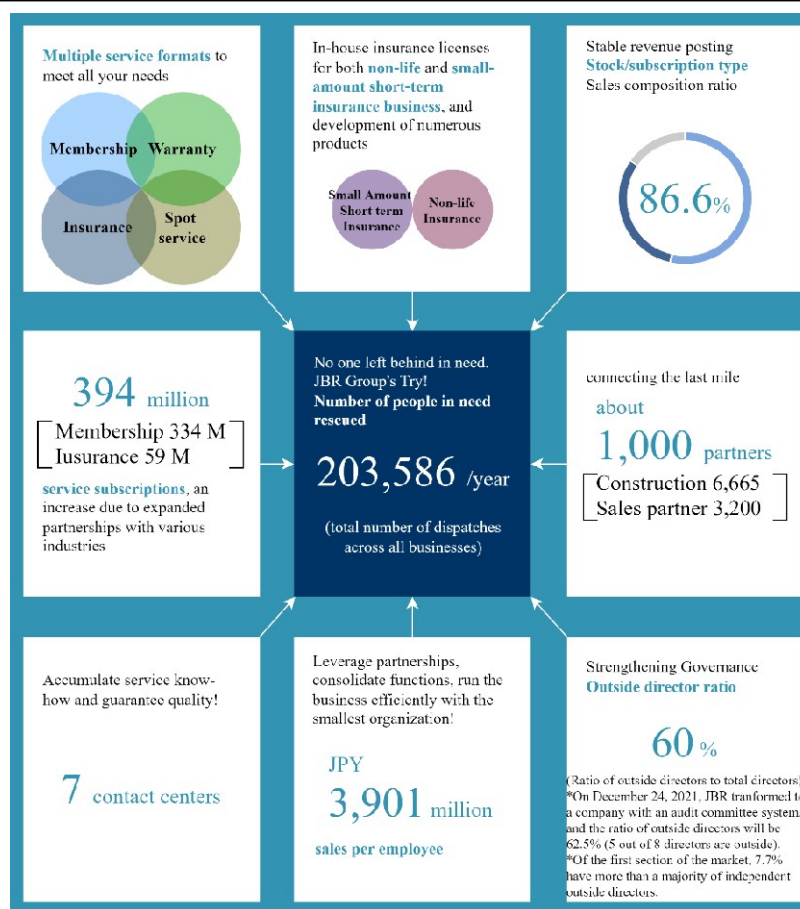 Multiple service formats to
meet all your needs
Membership
Warranty
Insurance
Spot
service
In-house insurance licenses
for both non-life and small-
amount short-term
insurance business, and
development of numerous
products
Small Amount
Short term
Insurance
Non-life
Insurance
Stable revenue posting
Stock/subscription type
Sales composition ratio
86.6%
394 million
Membership 334 M
Iusurance 59 M
service subscriptions, an
increase due to expanded
partnerships with various
industries
No one left behind in need.
JBR Group's Try!
Number of people in need
rescued
203,586 /year
(total number of dispatches
across all businesses)
connecting the last mile
about
1,000 partners
Construction 6,665
Sales partner 3,200
Accumulate service know-
how and guarantee quality!
7 contact centers
Leverage partnerships,
consolidate functions, run the
business efficiently with the
smallest organization!
JPY
3,901 million
sales per employee
Strengthening Governance
Outside director ratio
60 %
(Ratio of outside directors to total directors)
*On December 24, 2021, JBR tranformed to
a company with an audit committee system,
and the ratio of outside directors will be
62.5% (5 out of 8 directors are outside).
*Of the first section of the market, 7.7%
have more than a majority of independent
outside directors.